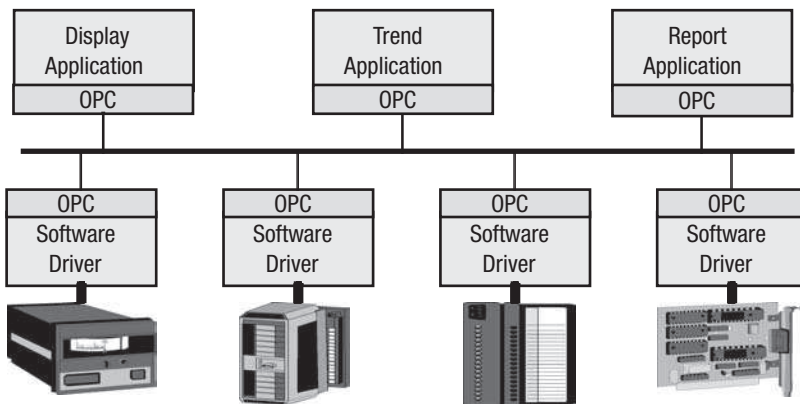 Display
Application
OPC
Trend
Application
OPC
Report
Application
OPC
OPC
Software
Driver
OPC
Software
Driver
OPC
Software
Driver
OPC
Software
Driver